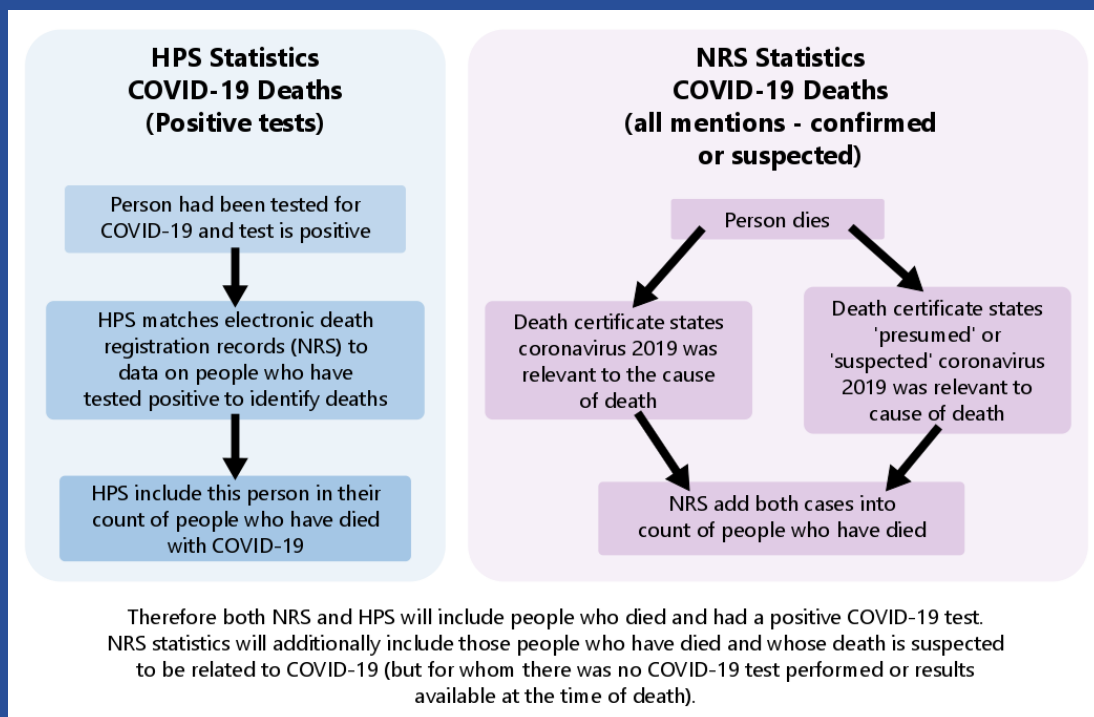 HPS Statistics
COVID-19 Deaths
(Positive tests)
Person had been tested for
COVID-19 and test is positive
HPS matches electronic death
registration records (NRS) to
data on people who have
tested positive to identify deaths
HPS include this person in their
count of people who have died
with COVID-19
NRS Statistics
COVID-19 Deaths
(all mentions - confirmed
or suspected)
Person dies
Death certificate states
coronavirus 2019 was
relevant to the cause
of death
Death certificate states
'presumed' or
'suspected' coronavirus
2019 was relevant to
cause of death
NRS add both cases into
count of people who have died
Therefore both NRS and HPS will include people who died and had a positive COVID-19 test.
NRS statistics will additionally include those people who have died and whose death is suspected
to be related to COVID-19 (but for whom there was no COVID-19 test performed or results
available at the time of death).